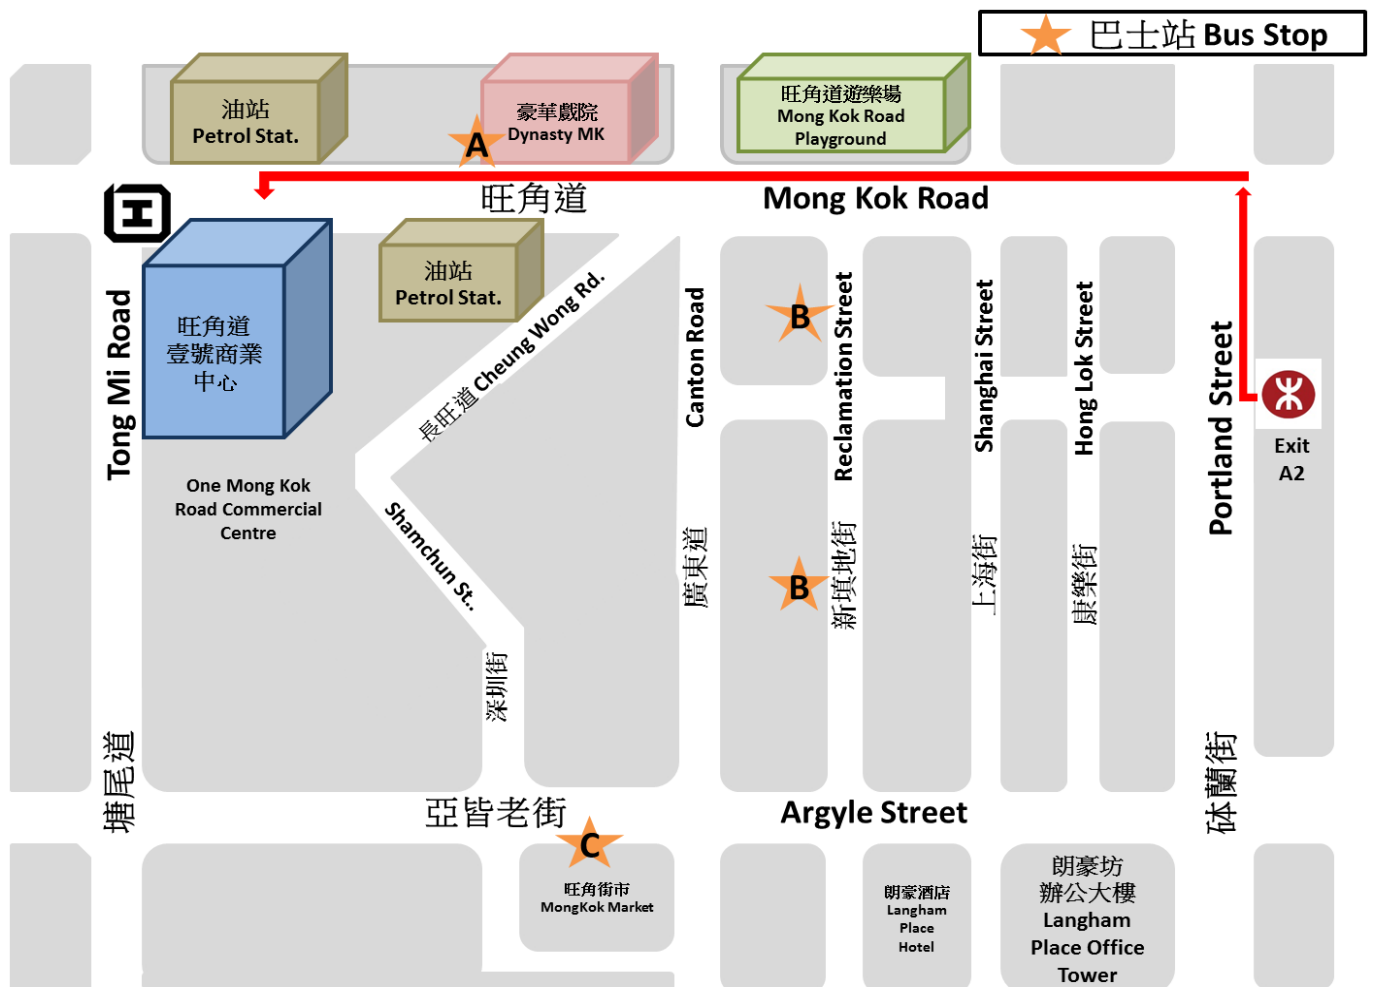 巴士站 Bus Stop
油站
Petrol Stat.
豪華戲院
Dynasty MK
A
旺角道遊樂場
Mong Kok Road
Playground
旺角道
Mong Kok Road
油站
Petrol Stat.
旺角道
壹號商業
中心
One Mong Kok
Road Commercial
Centre
Tong Mi Road
塘尾道
長旺道 Cheung Wong Rd.
Shamchun St..
深圳街
Canton Road
廣東道
B
B
Reclamation Street
新填地街
Shanghai Street
上海街
Hong Lok Street
康樂街
Portland Street
砵蘭街
Exit
A2
亞皆老街
Argyle Street
C
旺角街市
MongKok Market
朗豪酒店
Langham
Place
Hotel
朗豪坊
辦公大樓
Langham
Place Office
Tower